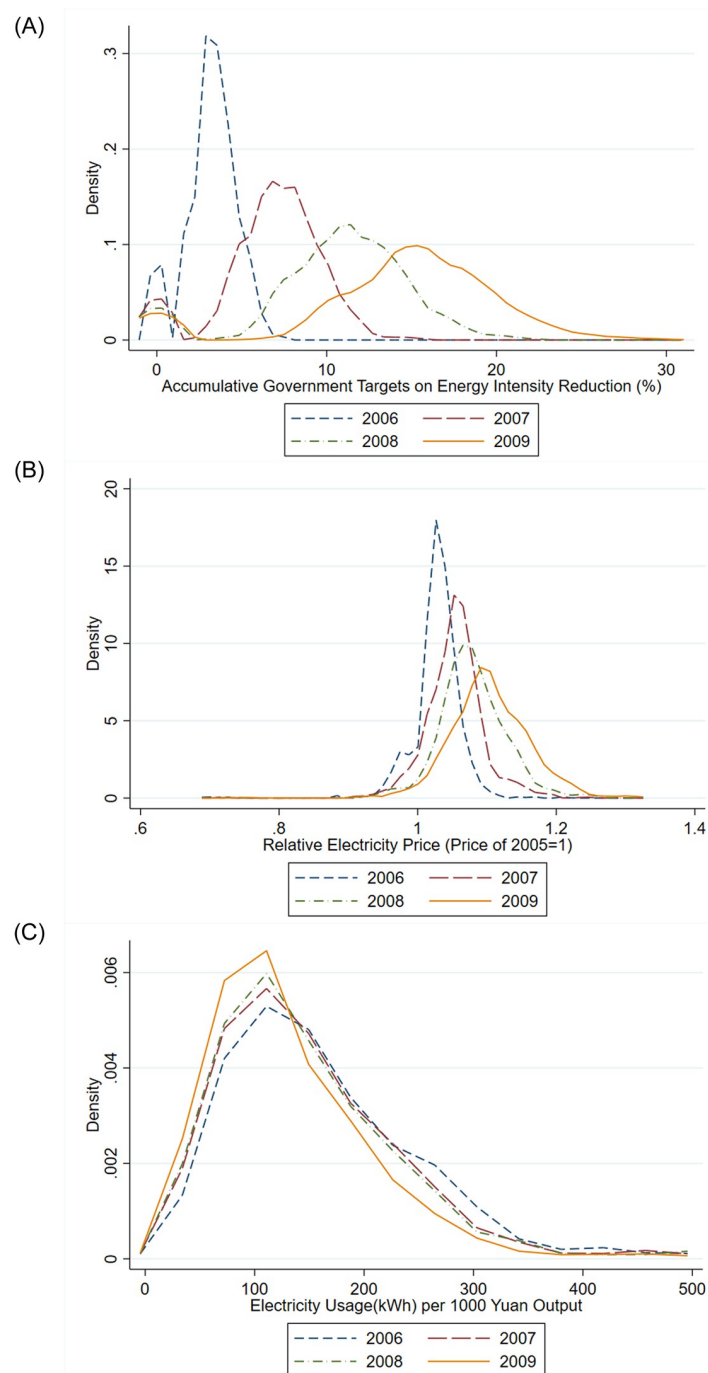 (A)
Density
.3
.2
.1
0
0 10 20 30
Accumulative Government Targets on Energy Intensity Reduction (%)
2006 2007
2008 2009
(B)
Density
20
15
10
5
0
.6 .8 1 1.2 1.4
Relative Electricity Price (Price of 2005=1)
2006 2007
2008 2009
(C)
Density
.006
.004
.002
0
0 100 200 300 400 500
Electricity Usage(kWh) per 1000 Yuan Output
2006 2007
2008 2009